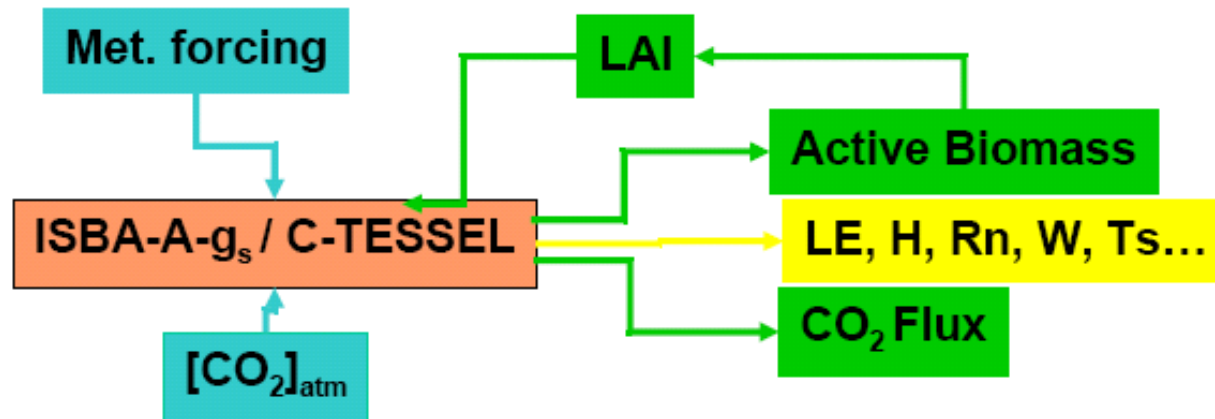 Met. forcing
LAI
Active Biomass
ISBA-A-gₛ / C-TESSEL
LE, H, Rn, W, Ts...
CO₂ Flux
[CO₂]ₐₜₘ